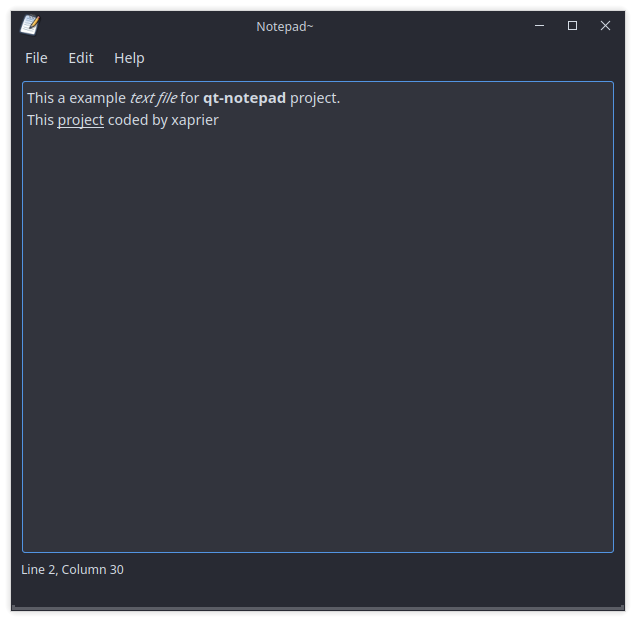 Notepad~
File Edit Help
This a example text file for qt-notepad project.
This project coded by xaprier
Line 2, Column 30